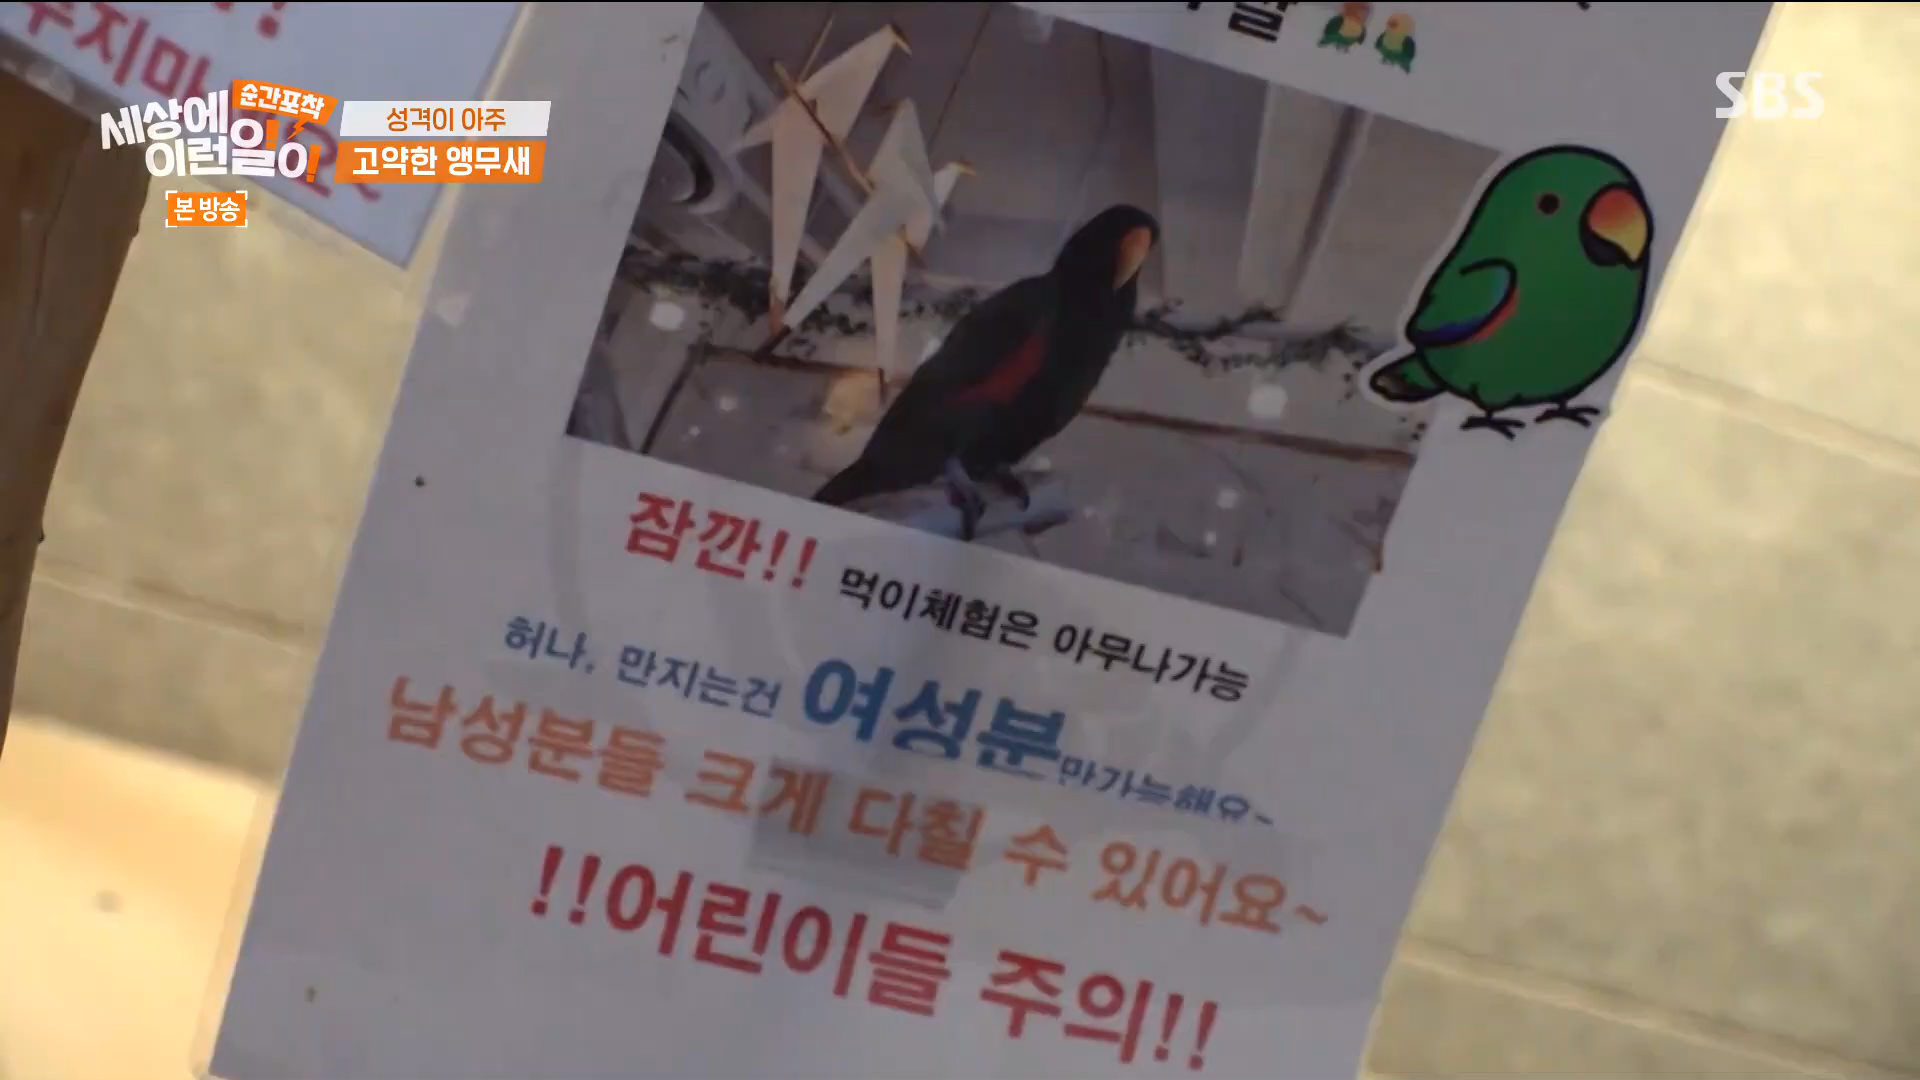 순간포착
세상에
이런일이!
성격이 아주
고약한 앵무새
본 방송
SBS
잠깐!! 먹이체험은 아무나가능
허나, 만지는건 여성분만가능해요~
남성분들 크게 다칠 수 있어요~
!!어린이들 주의!!